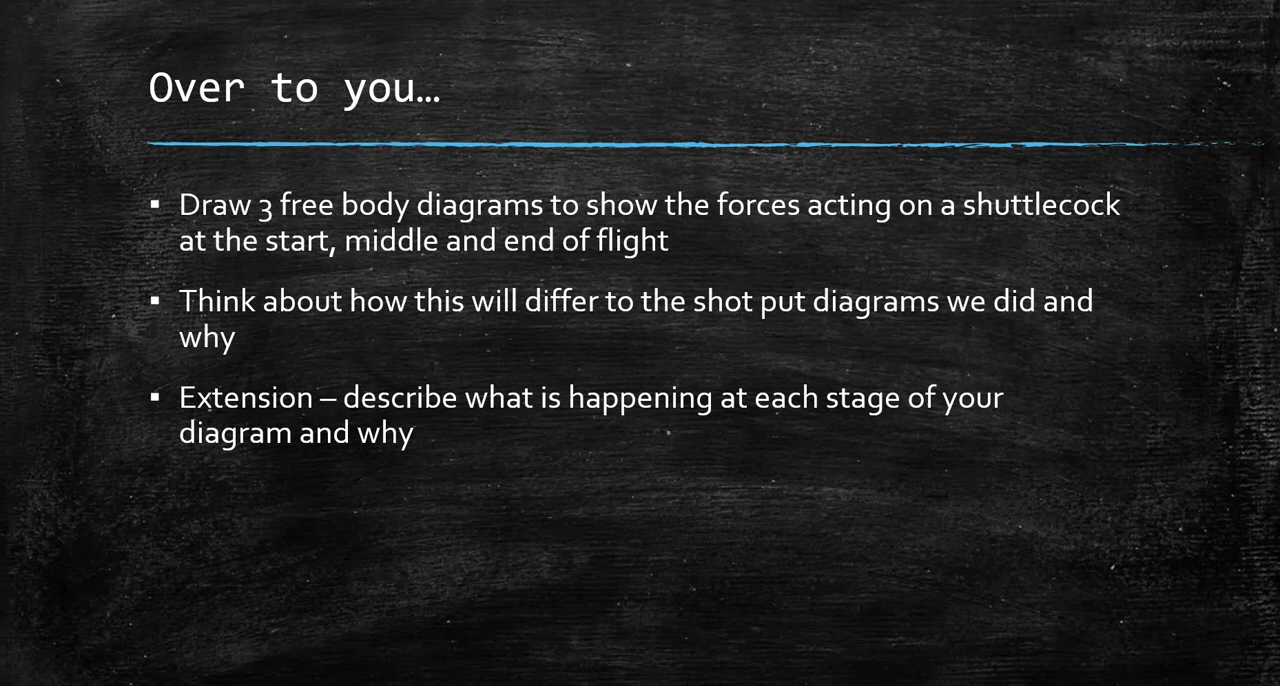 Over to you…
▪ Draw 3 free body diagrams to show the forces acting on a shuttlecock
at the start, middle and end of flight
▪ Think about how this will differ to the shot put diagrams we did and
why
▪ Extension – describe what is happening at each stage of your
diagram and why